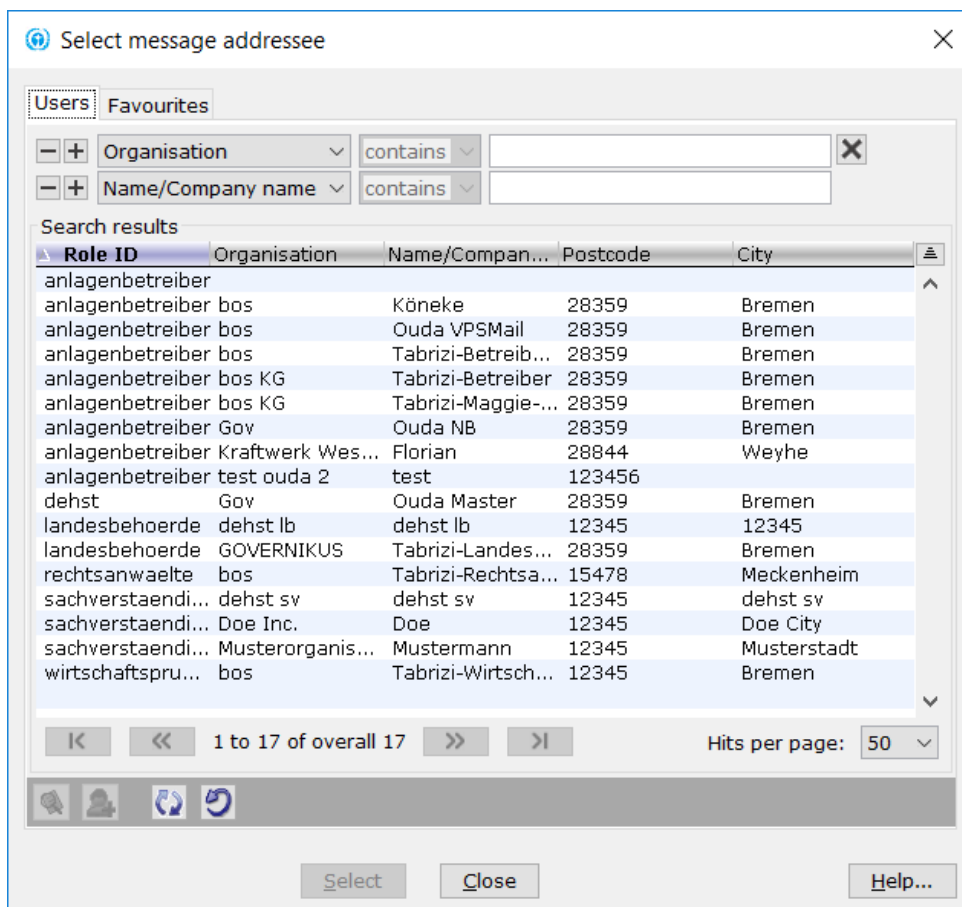 Select message addressee
Users Favourites
Organisation contains
Name/Company name contains
Search results
Role ID Organisation Name/Compan... Postcode City
anlagenbetreiber
anlagenbetreiber bos Köneke 28359 Bremen
anlagenbetreiber bos Ouda VPSMail 28359 Bremen
anlagenbetreiber bos Tabrizi-Betreib... 28359 Bremen
anlagenbetreiber bos KG Tabrizi-Betreiber 28359 Bremen
anlagenbetreiber bos KG Tabrizi-Maggie-... 28359 Bremen
anlagenbetreiber Gov Ouda NB 28359 Bremen
anlagenbetreiber Kraftwerk Wes... Florian 28844 Weyhe
anlagenbetreiber test ouda 2 test 123456
dehst Gov Ouda Master 28359 Bremen
landesbehoerde dehst lb dehst lb 12345 12345
landesbehoerde GOVERNIKUS Tabrizi-Landes... 28359 Bremen
rechtsanwaelte bos Tabrizi-Rechtsa... 15478 Meckenheim
sachverstaendi... dehst sv dehst sv 12345 dehst sv
sachverstaendi... Doe Inc. Doe 12345 Doe City
sachverstaendi... Musterorganis... Mustermann 12345 Musterstadt
wirtschaftspru... bos Tabrizi-Wirtsch... 12345 Bremen
1 to 17 of overall 17 Hits per page: 50
Select Close Help...